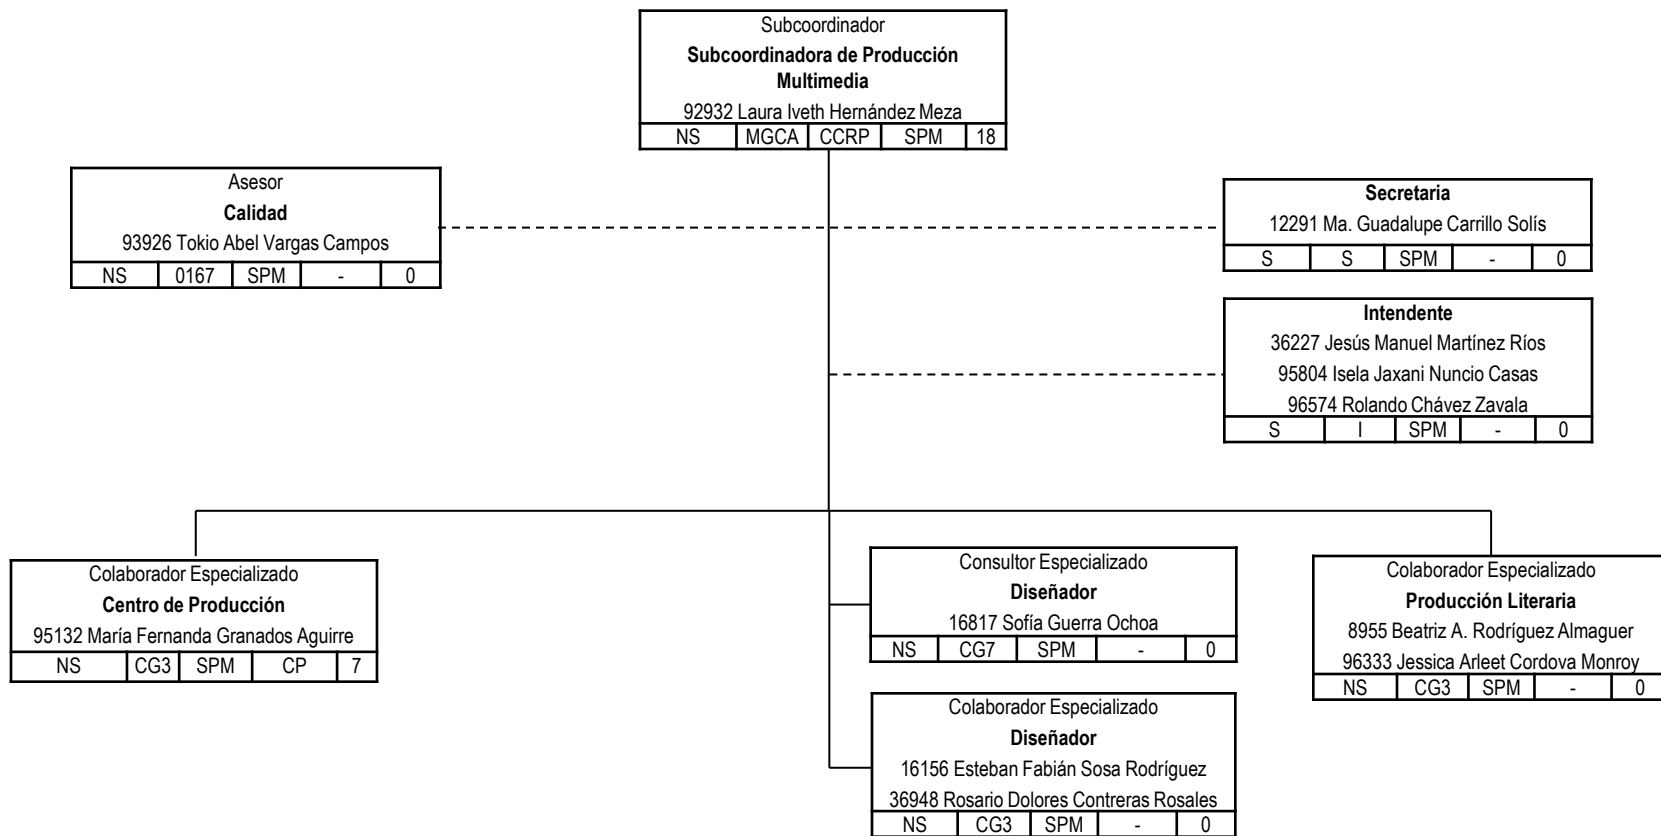 Subcoordinador
Subcoordinadora de Producción
Multimedia
92932 Laura Iveth Hernández Meza
NS MGCA CCRP SPM 18
Asesor
Calidad
93926 Tokio Abel Vargas Campos
NS 0167 SPM - 0
Secretaria
12291 Ma. Guadalupe Carrillo Solís
S S SPM - 0
Intendente
36227 Jesús Manuel Martínez Ríos
95804 Isela Jaxani Nuncio Casas
96574 Rolando Chávez Zavala
S I SPM - 0
Colaborador Especializado
Centro de Producción
95132 María Fernanda Granados Aguirre
NS CG3 SPM CP 7
Consultor Especializado
Diseñador
16817 Sofía Guerra Ochoa
NS CG7 SPM - 0
Colaborador Especializado
Diseñador
16156 Esteban Fabián Sosa Rodríguez
36948 Rosario Dolores Contreras Rosales
NS CG3 SPM - 0
Colaborador Especializado
Producción Literaria
8955 Beatriz A. Rodríguez Almaguer
96333 Jessica Arleet Cordova Monroy
NS CG3 SPM - 0